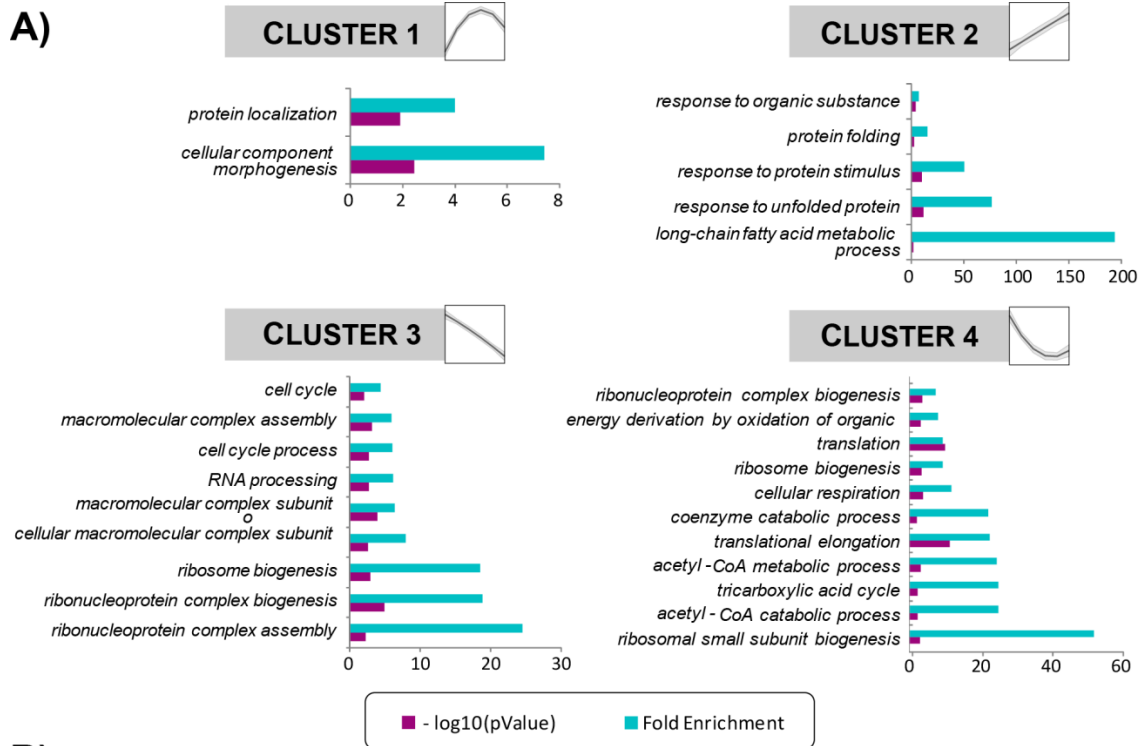 A)
CLUSTER 1
protein localization
cellular component
morphogenesis
0 2 4 6 8
CLUSTER 2
response to organic substance
protein folding
response to protein stimulus
response to unfolded protein
long-chain fatty acid metabolic
process
0 50 100 150 200
CLUSTER 3
cell cycle
macromolecular complex assembly
cell cycle process
RNA processing
macromolecular complex subunit
o
cellular macromolecular complex subunit
ribosome biogenesis
ribonucleoprotein complex biogenesis
ribonucleoprotein complex assembly
0 10 20 30
CLUSTER 4
ribonucleoprotein complex biogenesis
energy derivation by oxidation of organic
translation
ribosome biogenesis
cellular respiration
coenzyme catabolic process
translational elongation
acetyl-CoA metabolic process
tricarboxylic acid cycle
acetyl-CoA catabolic process
ribosomal small subunit biogenesis
0 20 40 60
- log10(pValue) Fold Enrichment